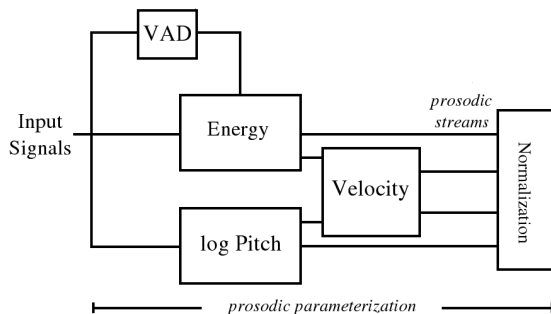 VAD
Input
Signals
Energy
prosodic
streams
Velocity
Normalization
log Pitch
prosodic parameterization